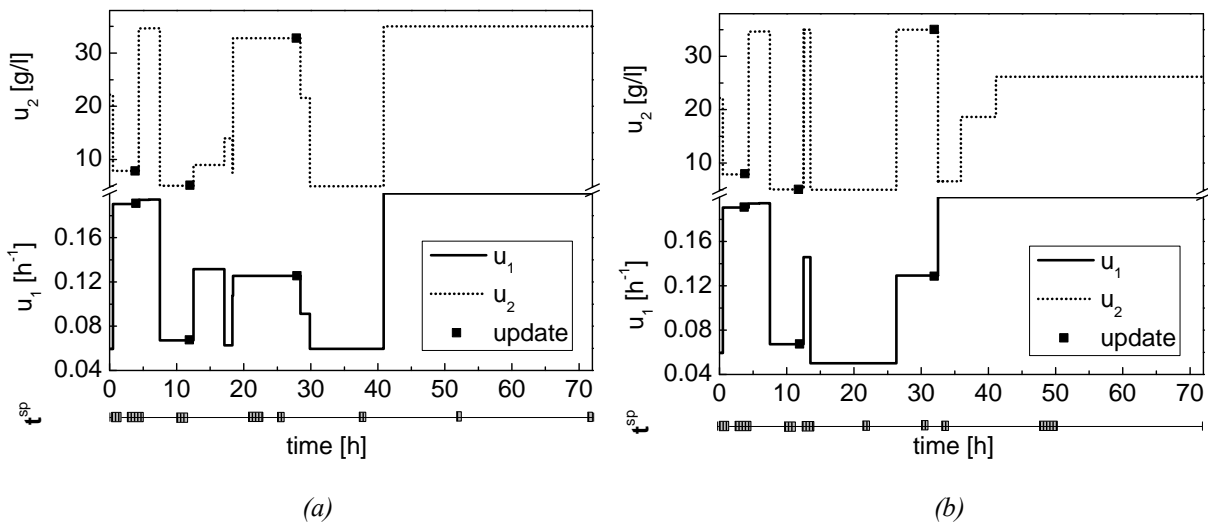 u2 [g/l]
30
20
10
u1 [h-1]
0.16
0.12
0.08
0.04
u1
u2
update
0 10 20 30 40 50 60 70
tsp
time [h]
(a)
u2 [g/l]
30
20
10
u1 [h-1]
0.16
0.12
0.08
0.04
u1
u2
update
0 10 20 30 40 50 60 70
tsp
time [h]
(b)